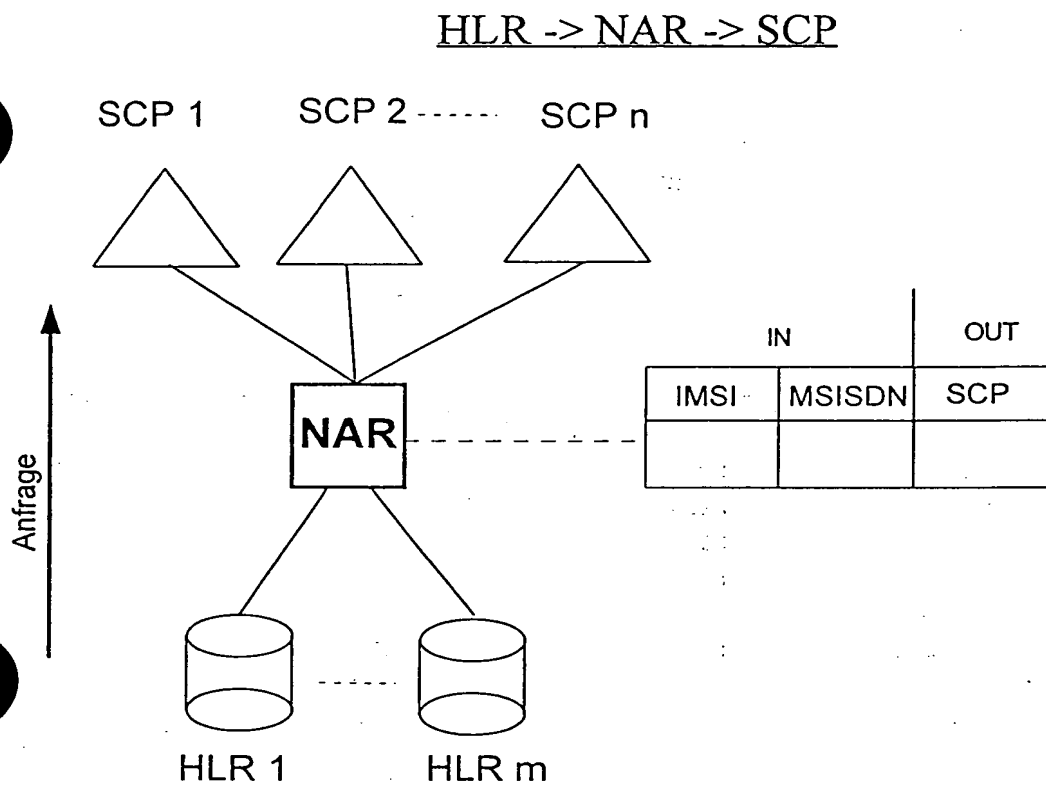 HLR -> NAR -> SCP
SCP 1 SCP 2 ------ SCP n
IN OUT
IMSI MSISDN SCP
NAR
Anfrage
HLR 1 HLR m